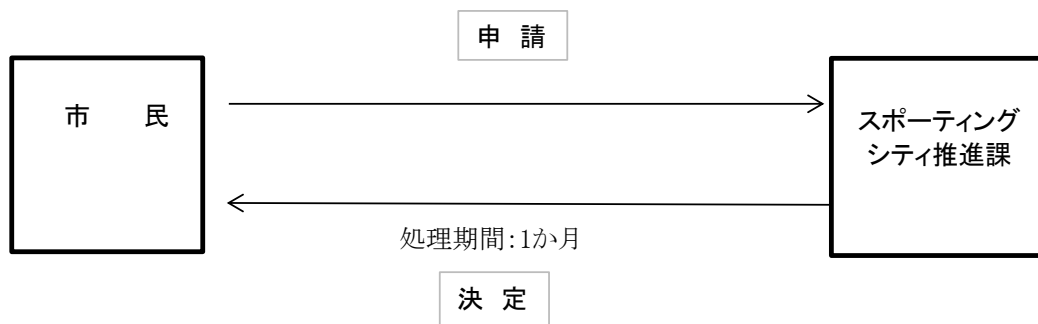 申 請
市 民
スポーティング
シティ推進課
処理期間:1か月
決 定